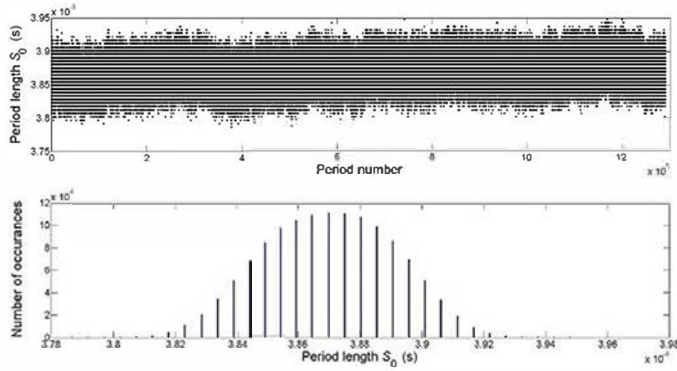 x 10⁻³
3.95
3.9
3.85
3.8
3.75
Period length S₀ (s)
0 2 4 6 8 10 12
Period number
x 10⁵
x 10⁴
12
10
8
6
4
2
0
Number of occurances
3.78 3.8 3.82 3.84 3.86 3.88 3.9 3.92 3.94 3.96 3.98
Period length S₀ (s)